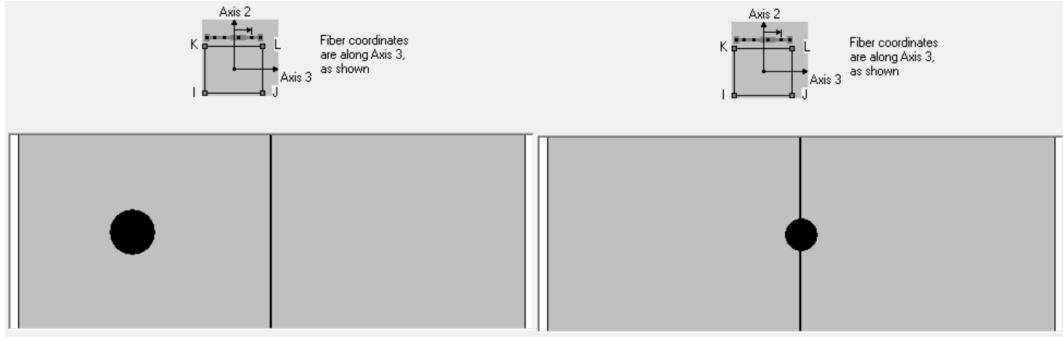 Axis 2
K
L
Fiber coordinates
are along Axis 3,
as shown
Axis 3
I
J
Axis 2
K
L
Fiber coordinates
are along Axis 3,
as shown
Axis 3
I
J